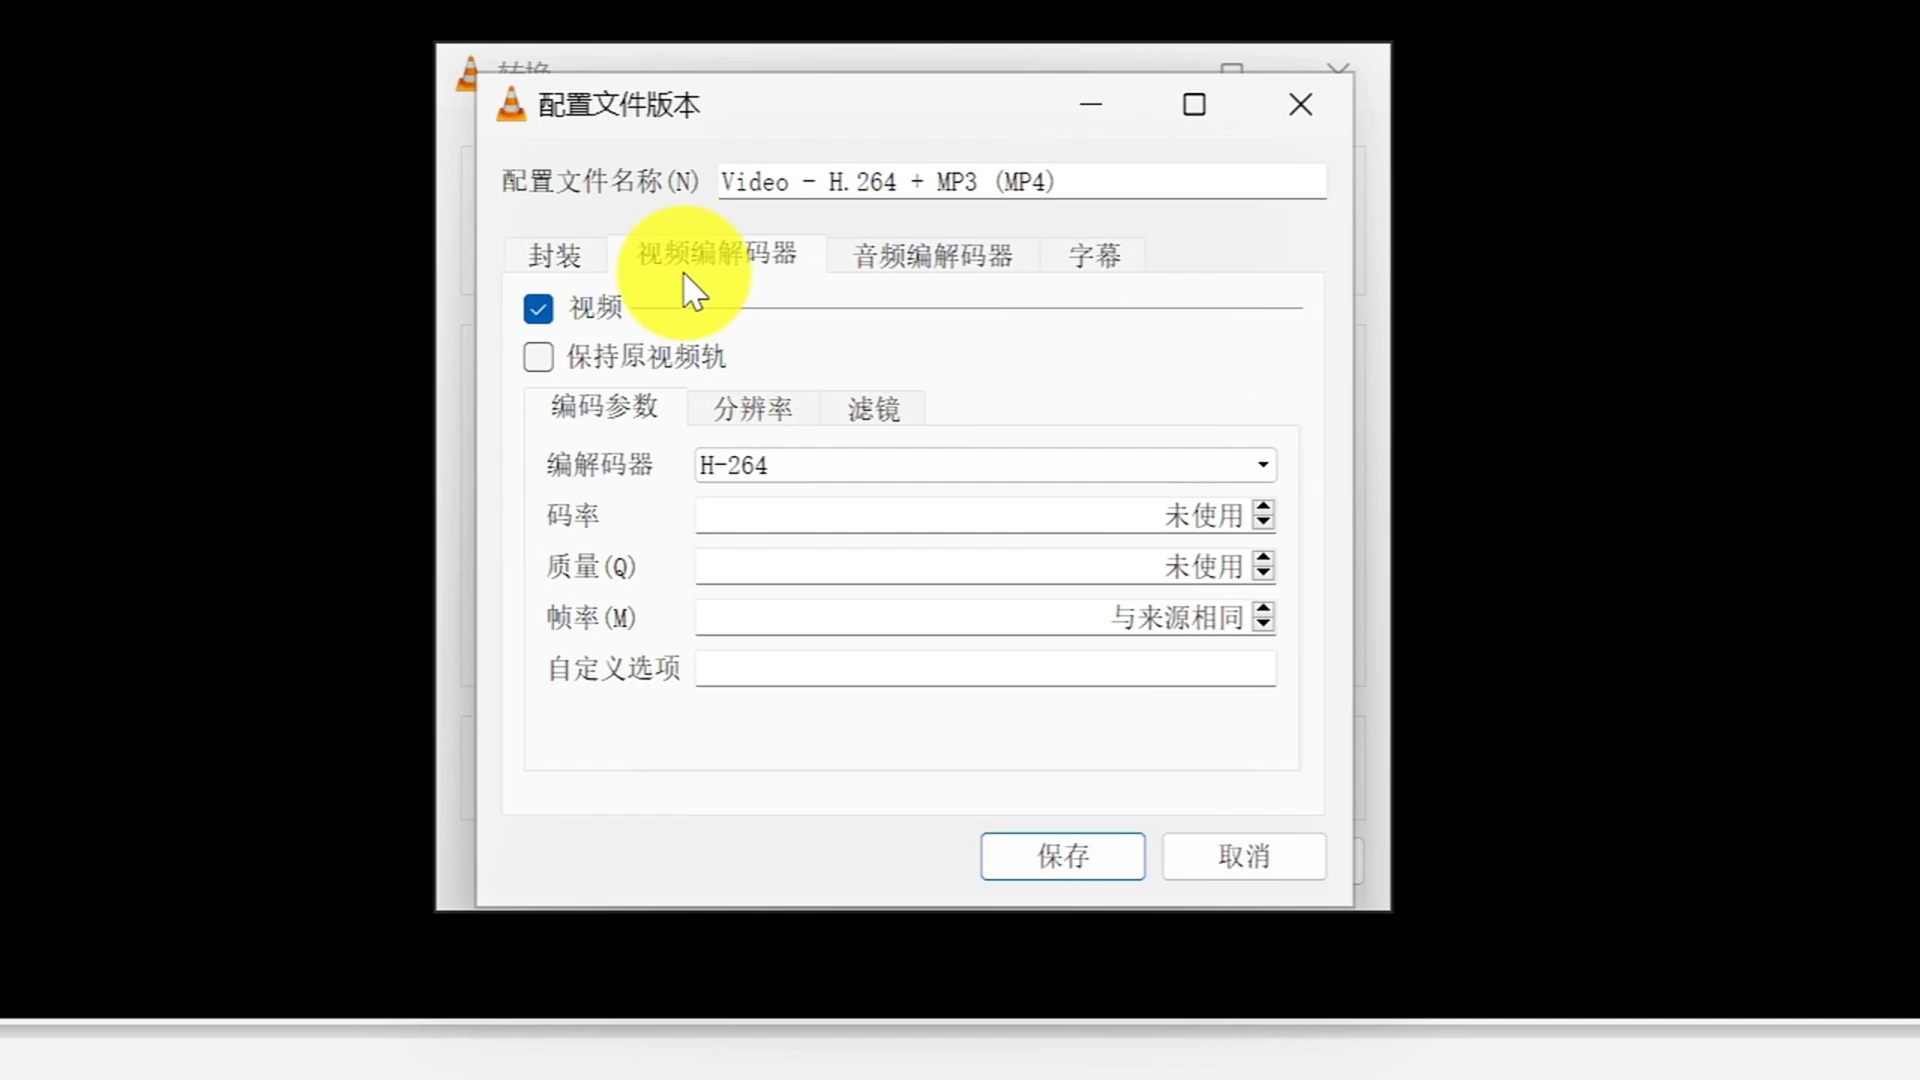 转换
配置文件版本
配置文件名称(N) Video - H.264 + MP3 (MP4)
封装 视频编解码器 音频编解码器 字幕
视频
保持原视频轨
编码参数 分辨率 滤镜
编解码器 H-264
码率 未使用
质量(Q) 未使用
帧率(M) 与来源相同
自定义选项
保存 取消